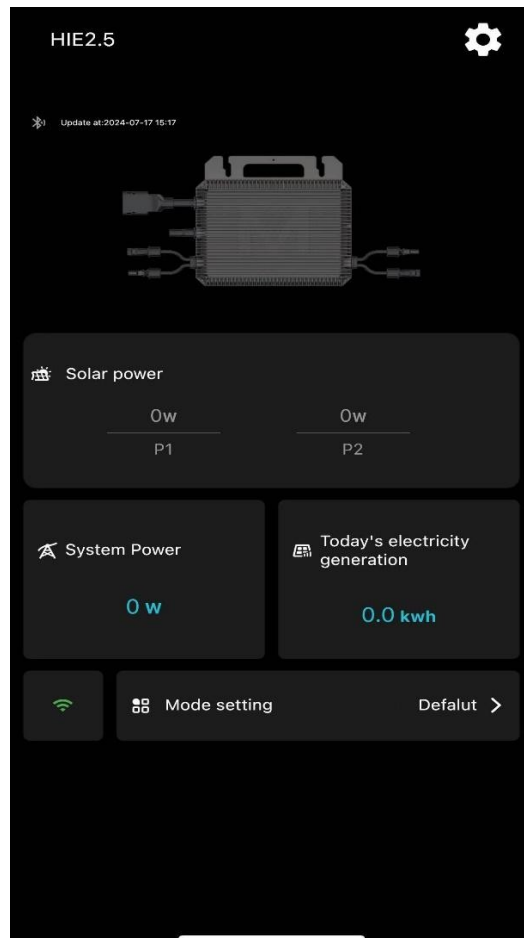 HIE2.5
Update at:2024-07-17 15:17
Solar power
0w 0w
P1 P2
System Power
0 W
Today's electricity
generation
0.0 kwh
Mode setting Defalut